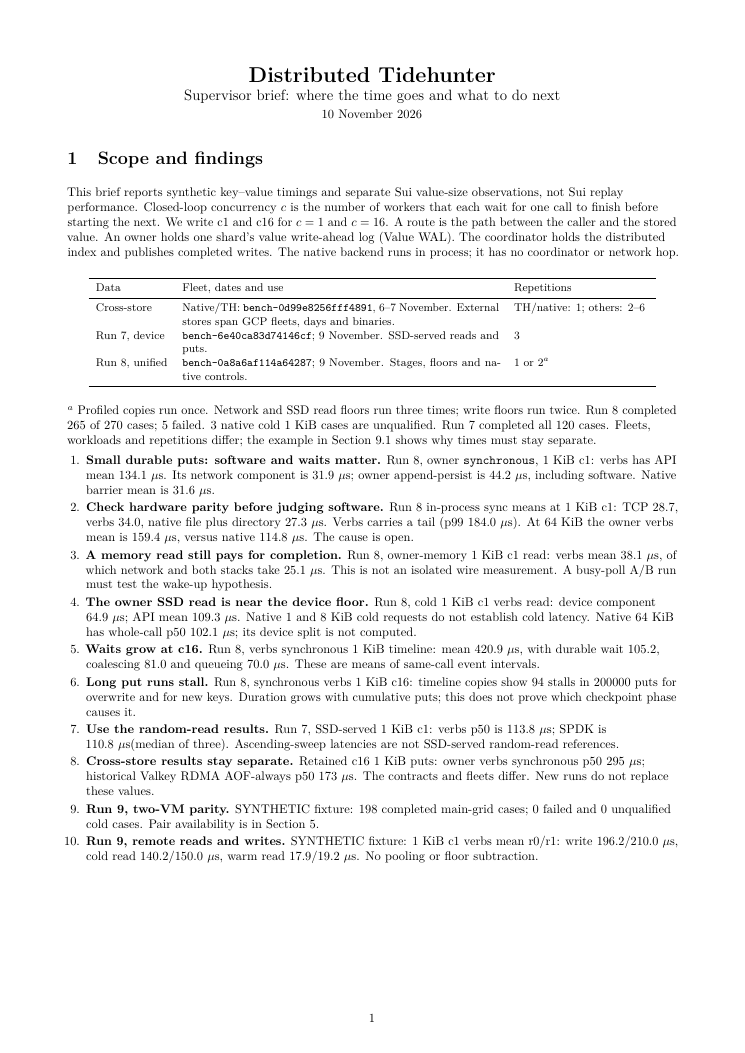 Distributed Tidehunter
Supervisor brief: where the time goes and what to do next
10 November 2026
1 Scope and findings
This brief reports synthetic key–value timings and separate Sui value-size observations, not Sui replay
performance. Closed-loop concurrency c is the number of workers that each wait for one call to finish before
starting the next. We write c1 and c16 for c = 1 and c = 16. A route is the path between the caller and the stored
value. An owner holds one shard's value write-ahead log (Value WAL). The coordinator holds the distributed
index and publishes completed writes. The native backend runs in process; it has no coordinator or network hop.
Data Fleet, dates and use Repetitions
Cross-store Native/TH: bench-0d99e8256fff4891, 6–7 November. External TH/native: 1; others: 2–6
stores span GCP fleets, days and binaries.
Run 7, device bench-6e40ca83d74146cf; 9 November. SSD-served reads and 3
puts.
Run 8, unified bench-0a8a6af114a64287; 9 November. Stages, floors and na- 1 or 2a
tive controls.
a Profiled copies run once. Network and SSD read floors run three times; write floors run twice. Run 8 completed
265 of 270 cases; 5 failed. 3 native cold 1 KiB cases are unqualified. Run 7 completed all 120 cases. Fleets,
workloads and repetitions differ; the example in Section 9.1 shows why times must stay separate.
1. Small durable puts: software and waits matter. Run 8, owner synchronous, 1 KiB c1: verbs has API
mean 134.1 μs. Its network component is 31.9 μs; owner append-persist is 44.2 μs, including software. Native
barrier mean is 31.6 μs.
2. Check hardware parity before judging software. Run 8 in-process sync means at 1 KiB c1: TCP 28.7,
verbs 34.0, native file plus directory 27.3 μs. Verbs carries a tail (p99 184.0 μs). At 64 KiB the owner verbs
mean is 159.4 μs, versus native 114.8 μs. The cause is open.
3. A memory read still pays for completion. Run 8, owner-memory 1 KiB c1 read: verbs mean 38.1 μs, of
which network and both stacks take 25.1 μs. This is not an isolated wire measurement. A busy-poll A/B run
must test the wake-up hypothesis.
4. The owner SSD read is near the device floor. Run 8, cold 1 KiB c1 verbs read: device component
64.9 μs; API mean 109.3 μs. Native 1 and 8 KiB cold requests do not establish cold latency. Native 64 KiB
has whole-call p50 102.1 μs; its device split is not computed.
5. Waits grow at c16. Run 8, verbs synchronous 1 KiB timeline: mean 420.9 μs, with durable wait 105.2,
coalescing 81.0 and queueing 70.0 μs. These are means of same-call event intervals.
6. Long put runs stall. Run 8, synchronous verbs 1 KiB c16: timeline copies show 94 stalls in 200000 puts for
overwrite and for new keys. Duration grows with cumulative puts; this does not prove which checkpoint phase
causes it.
7. Use the random-read results. Run 7, SSD-served 1 KiB c1: verbs p50 is 113.8 μs; SPDK is
110.8 μs(median of three). Ascending-sweep latencies are not SSD-served random-read references.
8. Cross-store results stay separate. Retained c16 1 KiB puts: owner verbs synchronous p50 295 μs;
historical Valkey RDMA AOF-always p50 173 μs. The contracts and fleets differ. New runs do not replace
these values.
9. Run 9, two-VM parity. SYNTHETIC fixture: 198 completed main-grid cases; 0 failed and 0 unqualified
cold cases. Pair availability is in Section 5.
10. Run 9, remote reads and writes. SYNTHETIC fixture: 1 KiB c1 verbs mean r0/r1: write 196.2/210.0 μs,
cold read 140.2/150.0 μs, warm read 17.9/19.2 μs. No pooling or floor subtraction.
1